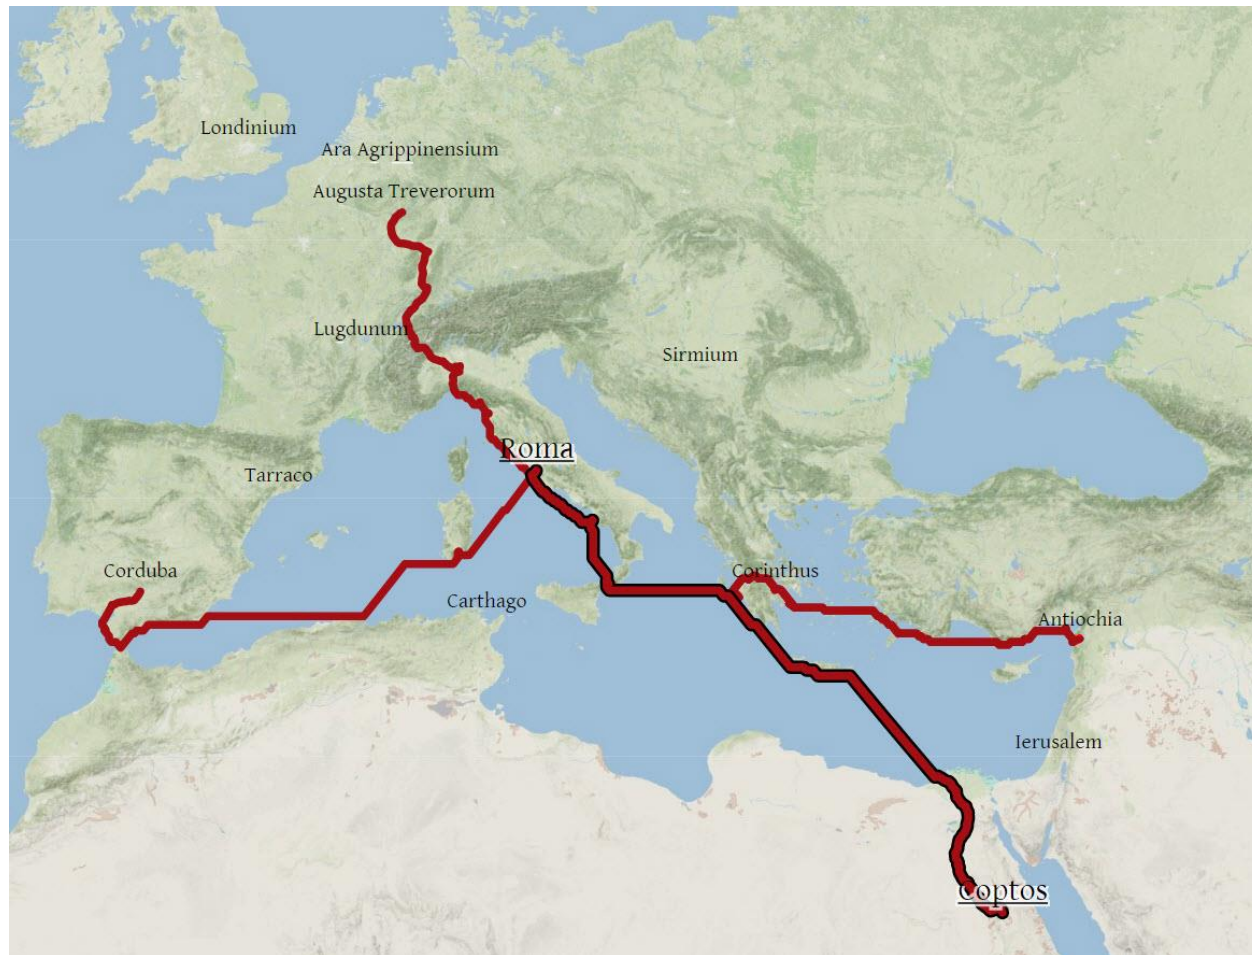 Londinium
Ara Agrippinensium
Augusta Treverorum
Lugdunum
Sirmium
Roma
Tarraco
Corduba
Corinthus
Carthago
Antiochia
Ierusalem
Coptos